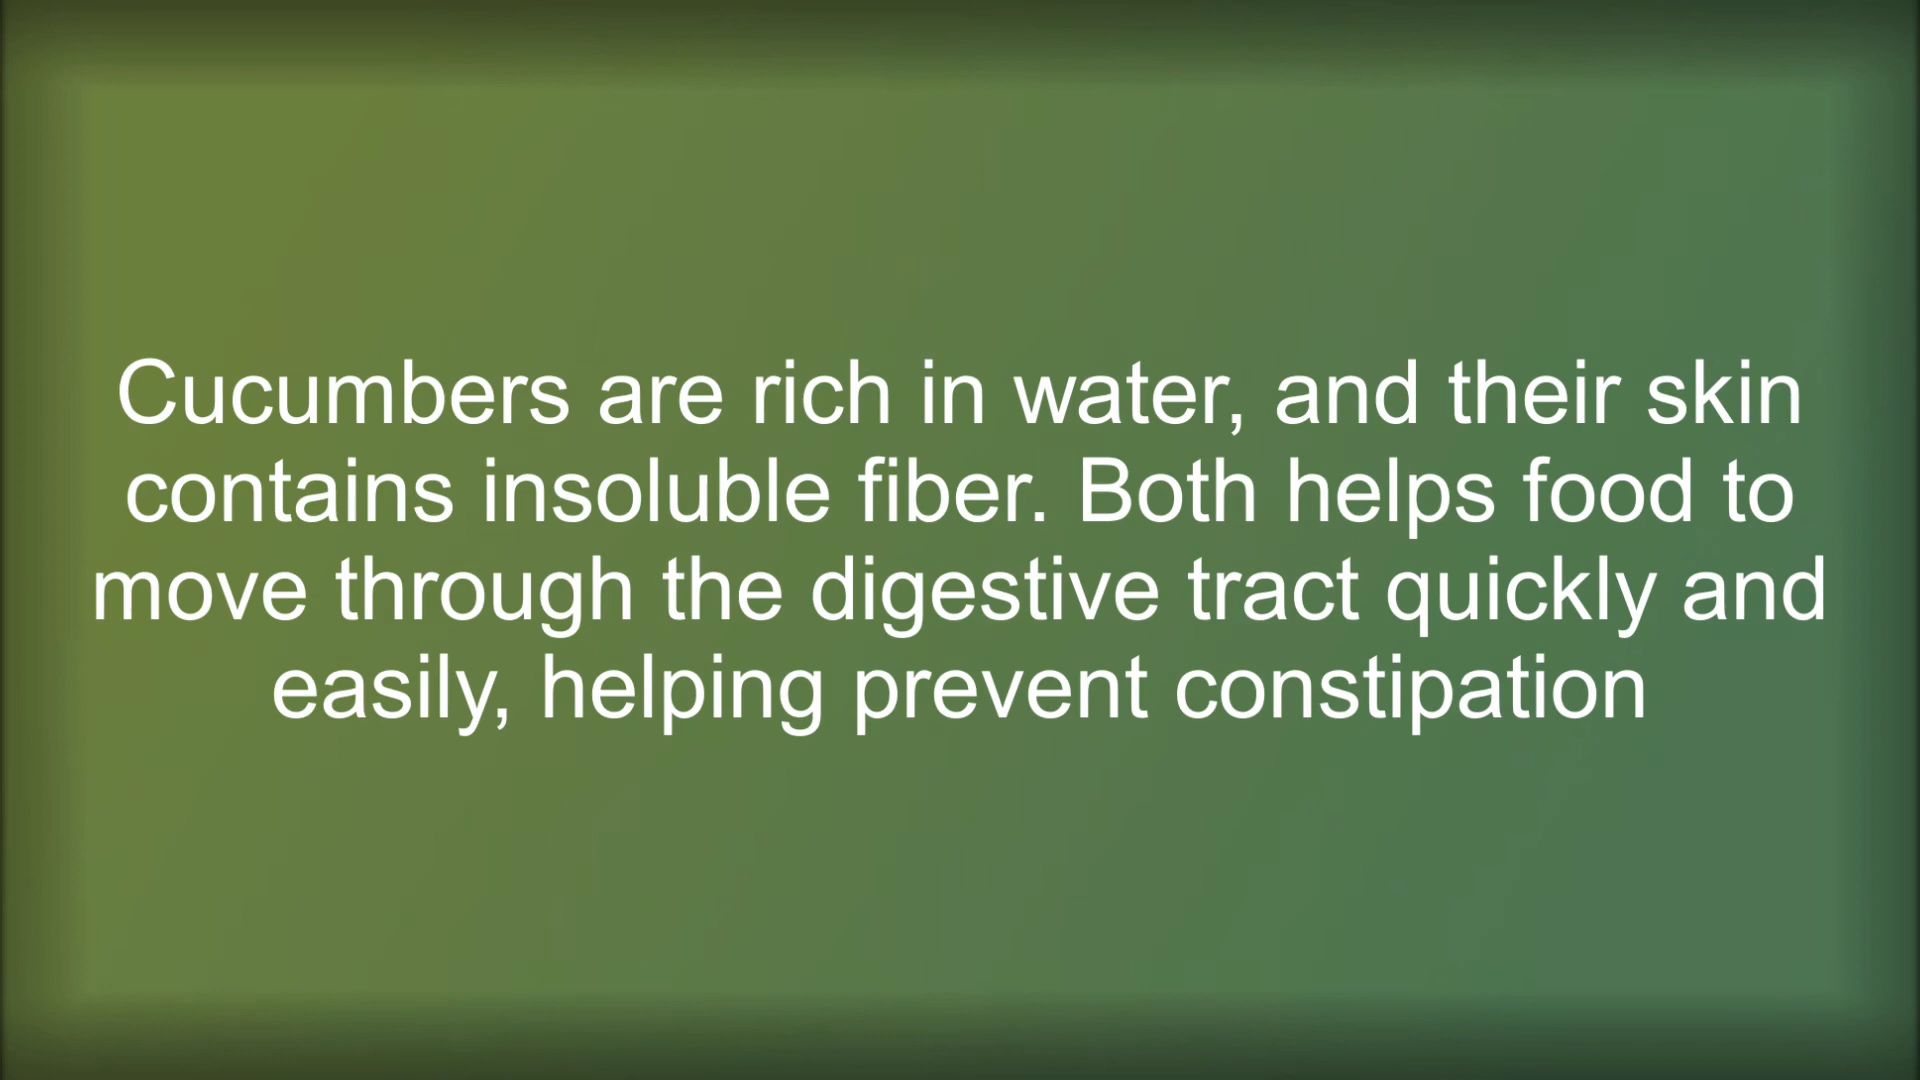 Cucumbers are rich in water, and their skin
contains insoluble fiber. Both helps food to
move through the digestive tract quickly and
easily, helping prevent constipation